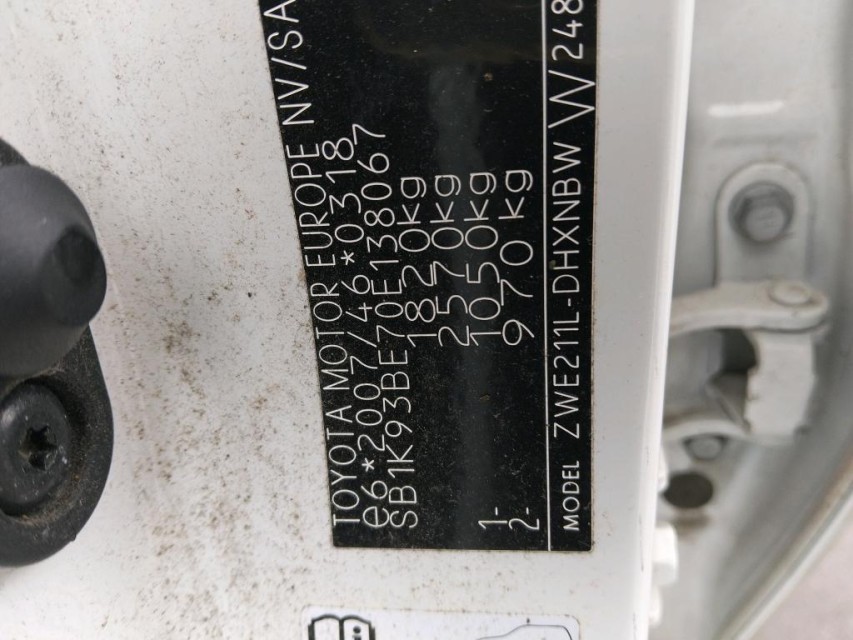 TOYOTA MOTOR EUROPE NV/SA
e6*2007/46*0318
SB1K93BE70E138067
1820kg
2570kg
1- 1050kg
2- 970kg
MODEL ZWE211L-DHXNBW W 248
i